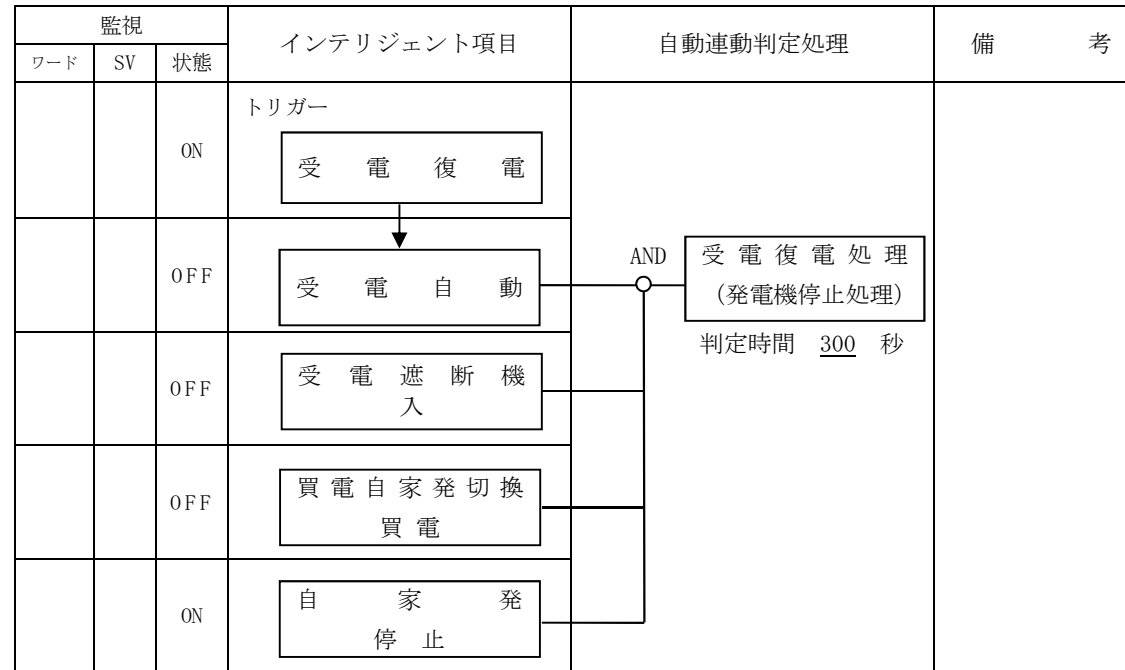 監視
インテリジェント項目
自動連動判定処理
備 考
ワード SV 状態
トリガー
ON
受電復電
OFF
受電自動
AND
受電復電処理
(発電機停止処理)
判定時間 300 秒
OFF
受電遮断機
入
OFF
買電自家発切換
買電
ON
自家発
停止